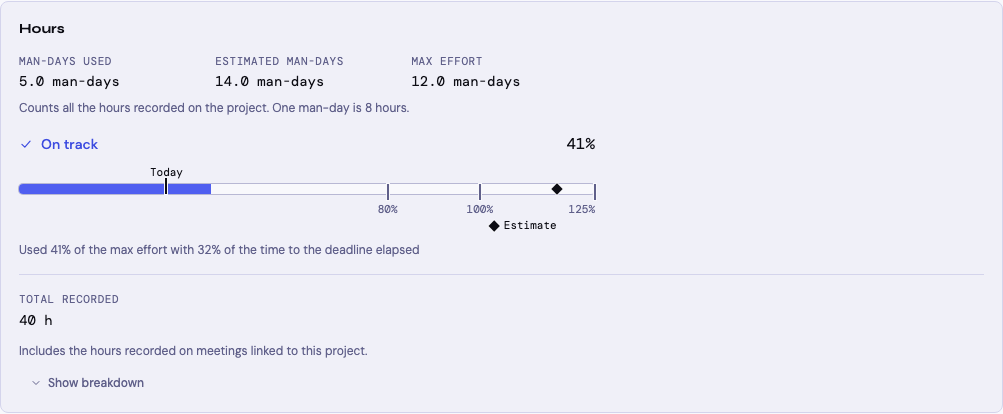 Hours
MAN-DAYS USED ESTIMATED MAN-DAYS MAX EFFORT
5.0 man-days 14.0 man-days 12.0 man-days
Counts all the hours recorded on the project. One man-day is 8 hours.
On track 41%
Today
80% 100% 125%
Estimate
Used 41% of the max effort with 32% of the time to the deadline elapsed
TOTAL RECORDED
40 h
Includes the hours recorded on meetings linked to this project.
Show breakdown